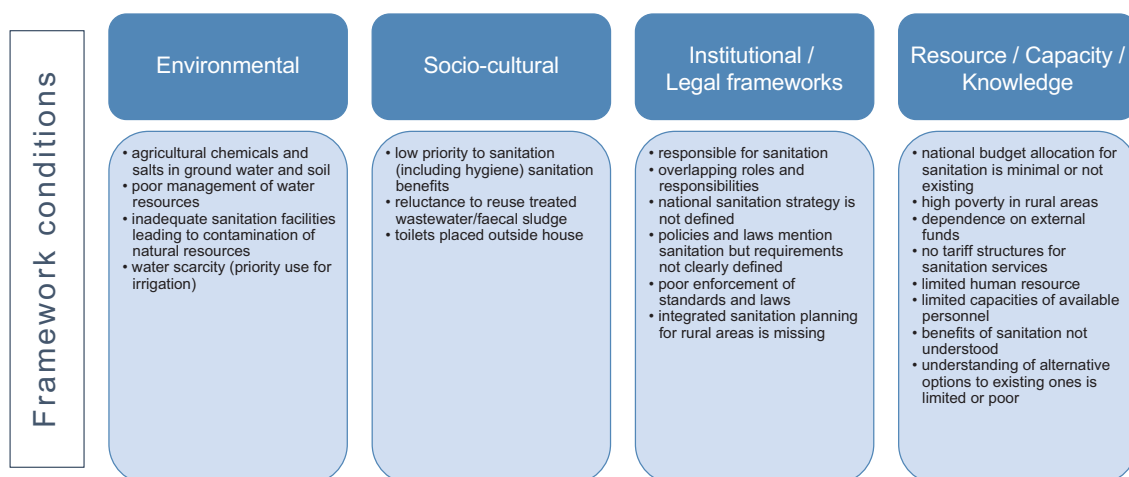 Framework conditions
Environmental
• agricultural chemicals and
salts in ground water and soil
• poor management of water
resources
• inadequate sanitation facilities
leading to contamination of
natural resources
• water scarcity (priority use for
irrigation)
Socio-cultural
• low priority to sanitation
(including hygiene) sanitation
benefits
• reluctance to reuse treated
wastewater/faecal sludge
• toilets placed outside house
Institutional /
Legal frameworks
• responsible for sanitation
• overlapping roles and
responsibilities
• national sanitation strategy is
not defined
• policies and laws mention
sanitation but requirements
not clearly defined
• poor enforcement of
standards and laws
• integrated sanitation planning
for rural areas is missing
Resource / Capacity /
Knowledge
• national budget allocation for
sanitation is minimal or not
existing
• high poverty in rural areas
• dependence on external
funds
• no tariff structures for
sanitation services
• limited human resource
• limited capacities of available
personnel
• benefits of sanitation not
understood
• understanding of alternative
options to existing ones is
limited or poor